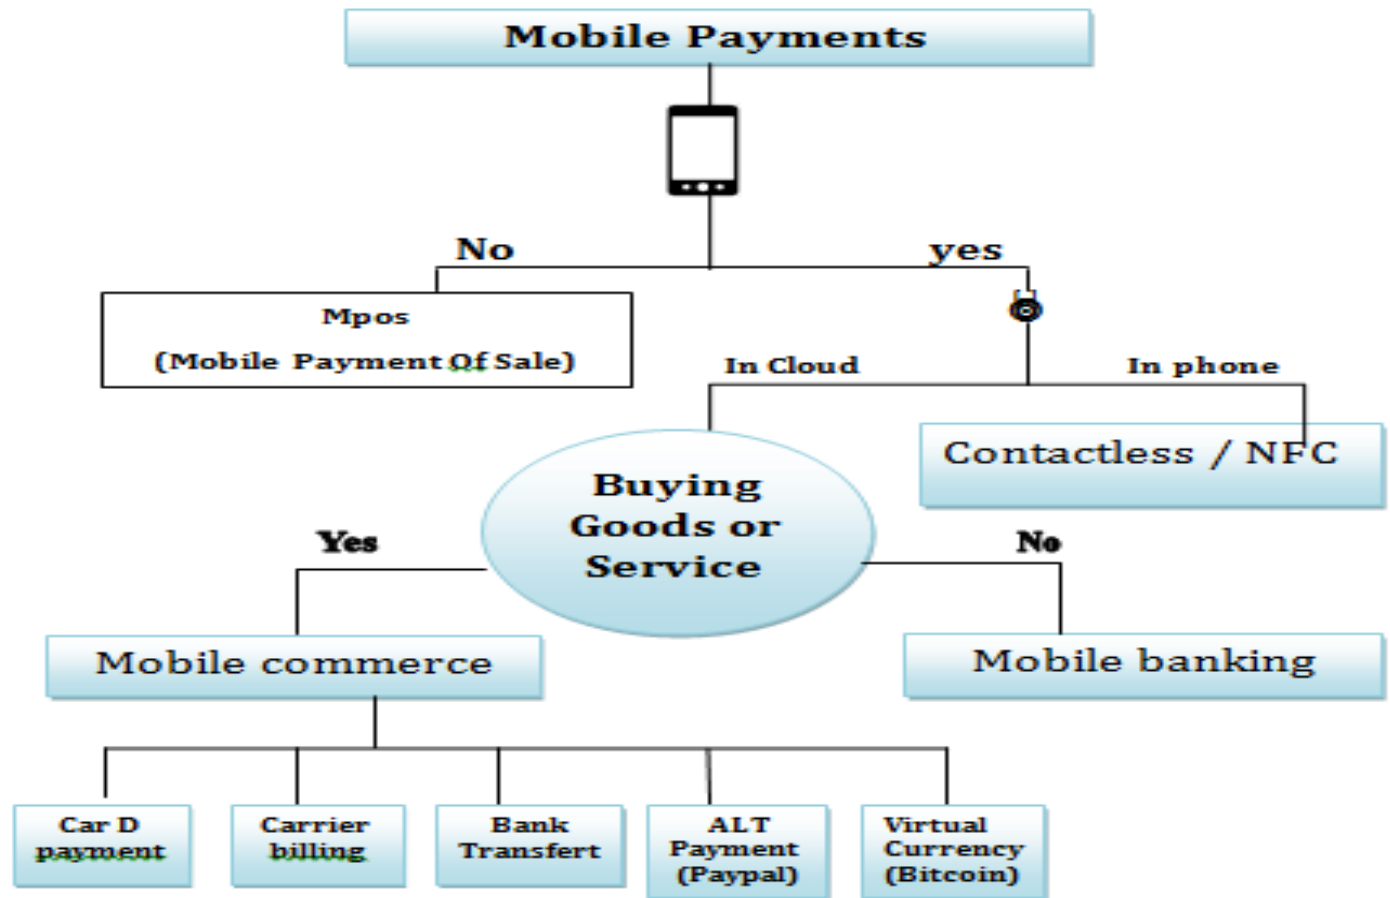 Mobile Payments
No
yes
Mpos
(Mobile Payment Of Sale)
In Cloud
In phone
Contactless / NFC
Buying
Goods or
Service
Yes
No
Mobile commerce
Mobile banking
Car D
payment
Carrier
billing
Bank
Transfert
ALT
Payment
(Paypal)
Virtual
Currency
(Bitcoin)